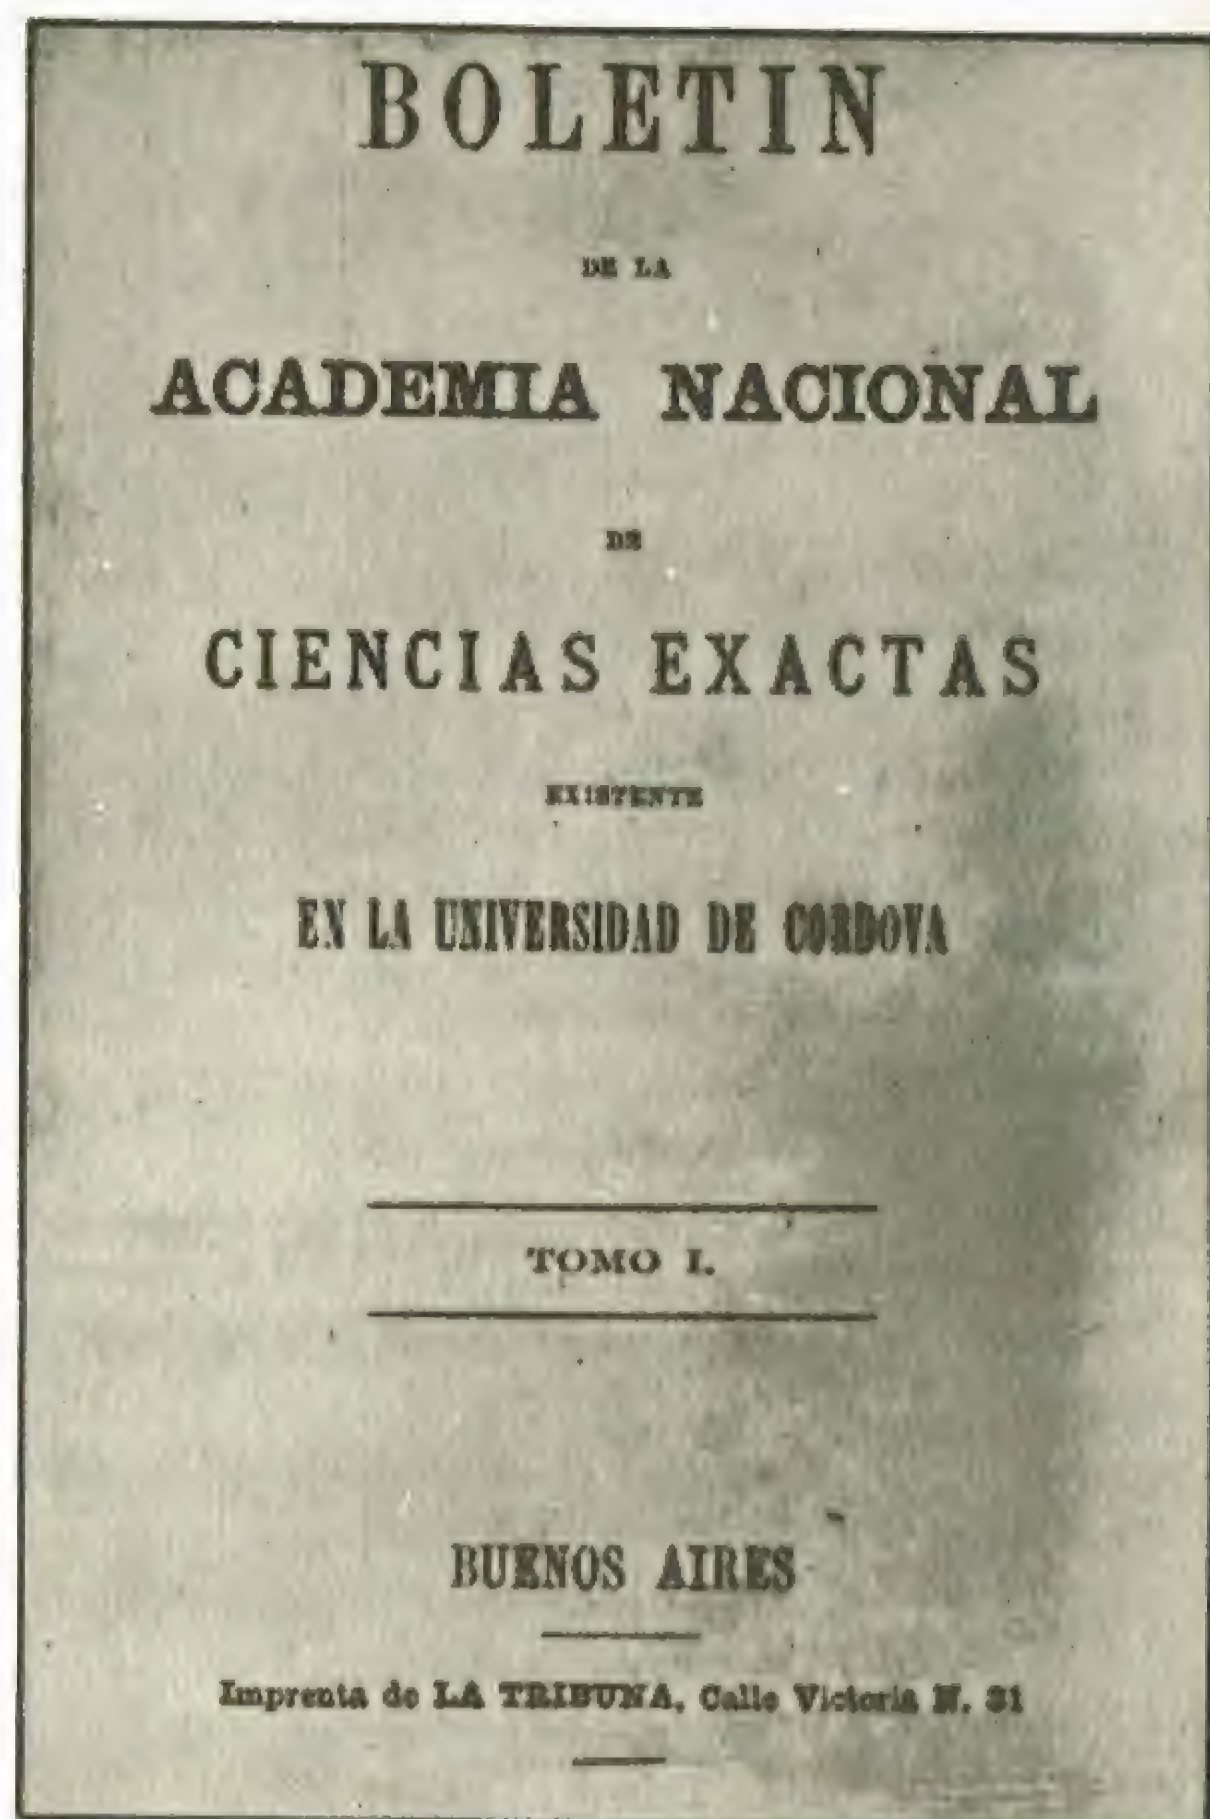 BOLETIN
DE LA
ACADEMIA NACIONAL
DE
CIENCIAS EXACTAS
EXISTENTE
EN LA UNIVERSIDAD DE CORDOVA
TOMO I.
BUENOS AIRES
Imprenta de LA TRIBUNA, Calle Victoria N. 31